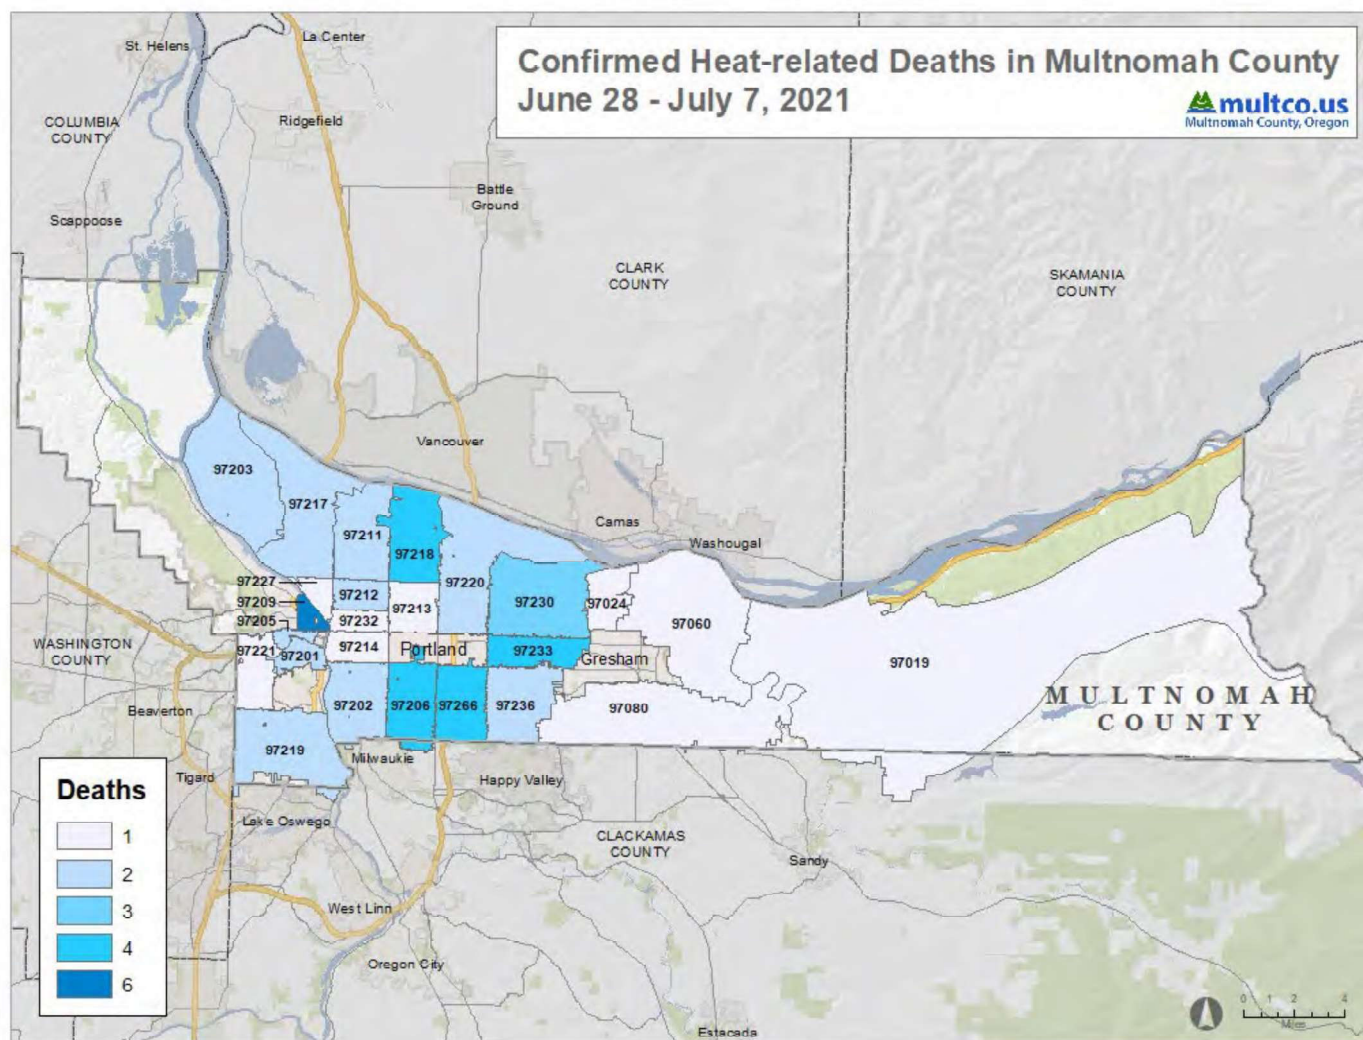 Confirmed Heat-related Deaths in Multnomah County
June 28 - July 7, 2021
multco.us
Multnomah County, Oregon
St. Helens
La Center
COLUMBIA
COUNTY
Ridgefield
Battle
Ground
Scappoose
CLARK
COUNTY
SKAMANIA
COUNTY
Vancouver
97203
97217
Camas
97211
97218
Washougal
97227
97220
97212
97209
97230
97213
97024
97205
97232
97060
WASHINGTON
COUNTY
97221
97201
97214
Portland
97233
Gresham
97019
MULTNOMAH
COUNTY
Beaverton
97202
97206
97266
97236
97080
97219
Milwaukie
Tigard
Happy Valley
Lake Oswego
CLACKAMAS
COUNTY
Sandy
West Linn
Oregon City
Estacada
Deaths
1
2
3
4
6
0 1 2 4
Miles